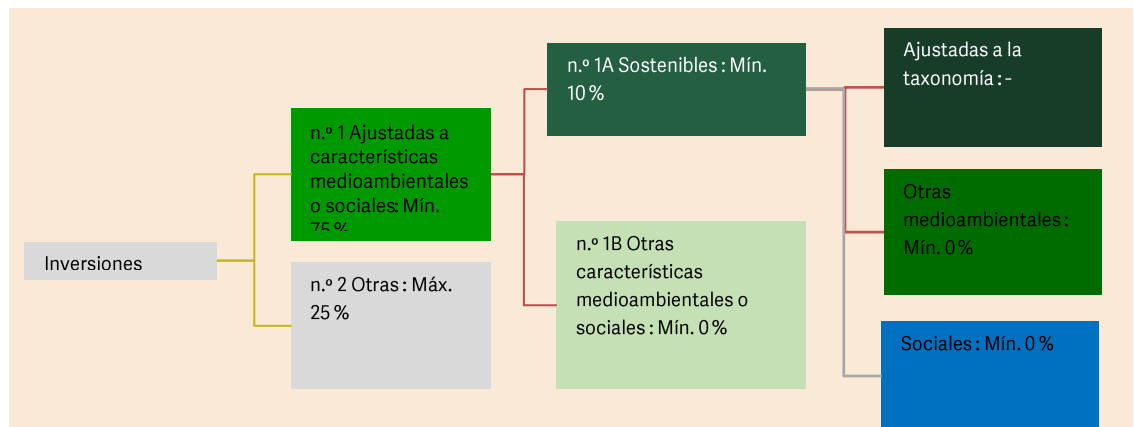 Inversiones
n.º 1 Ajustadas a
características
medioambientales
o sociales: Mín.
75 %
n.º 2 Otras : Máx.
25 %
n.º 1A Sostenibles : Mín.
10 %
n.º 1B Otras
características
medioambientales o
sociales : Mín. 0 %
Ajustadas a la
taxonomía : -
Otras
medioambientales :
Mín. 0 %
Sociales : Mín. 0 %